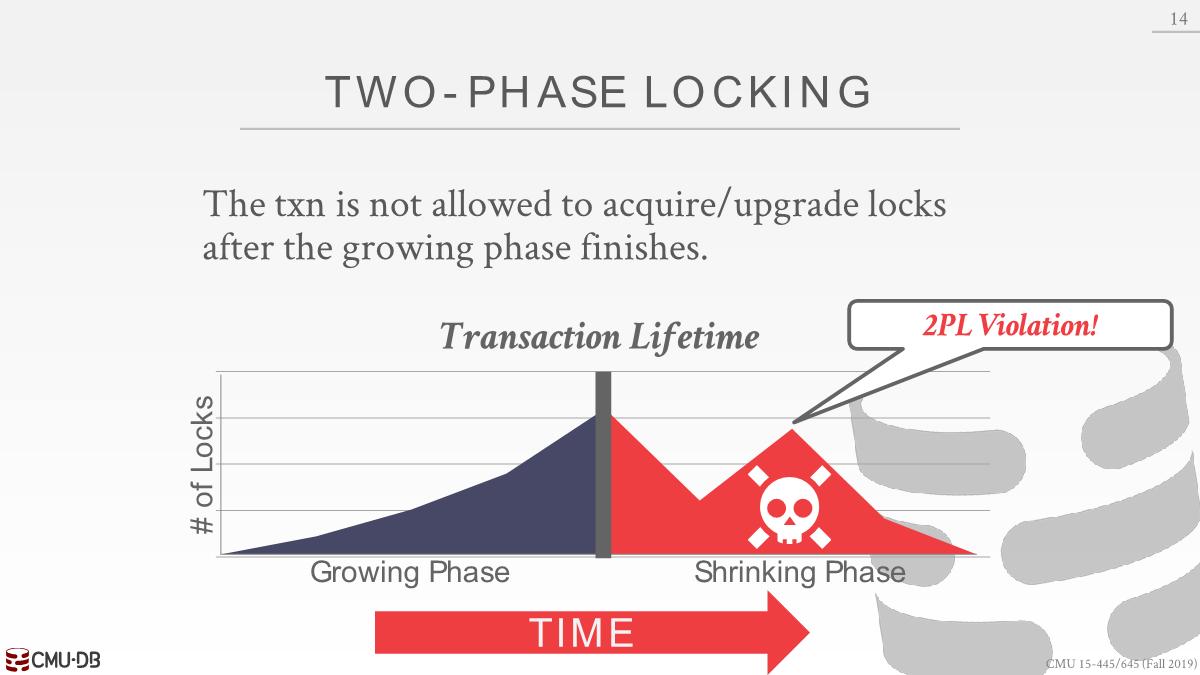 14
TWO-PHASE LOCKING
The txn is not allowed to acquire/upgrade locks
after the growing phase finishes.
Transaction Lifetime
2PL Violation!
# of Locks
Growing Phase
Shrinking Phase
TIME
CMU·DB
CMU 15-445/645 (Fall 2019)